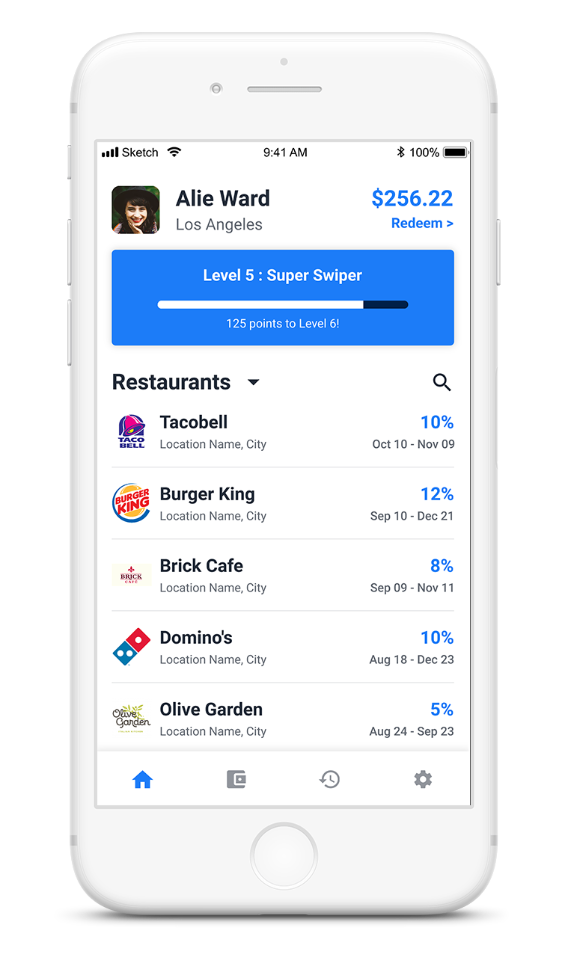 Sketch
9:41 AM
100%
Alie Ward
$256.22
Los Angeles
Redeem >
Level 5 : Super Swiper
125 points to Level 6!
Restaurants
TACO
BELL
Tacobell
10%
Location Name, City
Oct 10 - Nov 09
BURGER
KING
Burger King
12%
Location Name, City
Sep 10 - Dec 21
BRICK
CAFE
Brick Cafe
8%
Location Name, City
Sep 09 - Nov 11
Domino's
10%
Location Name, City
Aug 18 - Dec 23
Olive
Garden
Olive Garden
5%
Location Name, City
Aug 24 - Sep 23